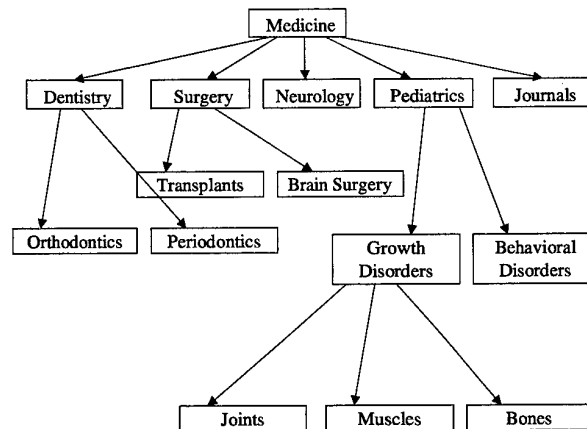 Medicine
Dentistry
Surgery
Neurology
Pediatrics
Journals
Transplants
Brain Surgery
Orthodontics
Periodontics
Growth
Disorders
Behavioral
Disorders
Joints
Muscles
Bones